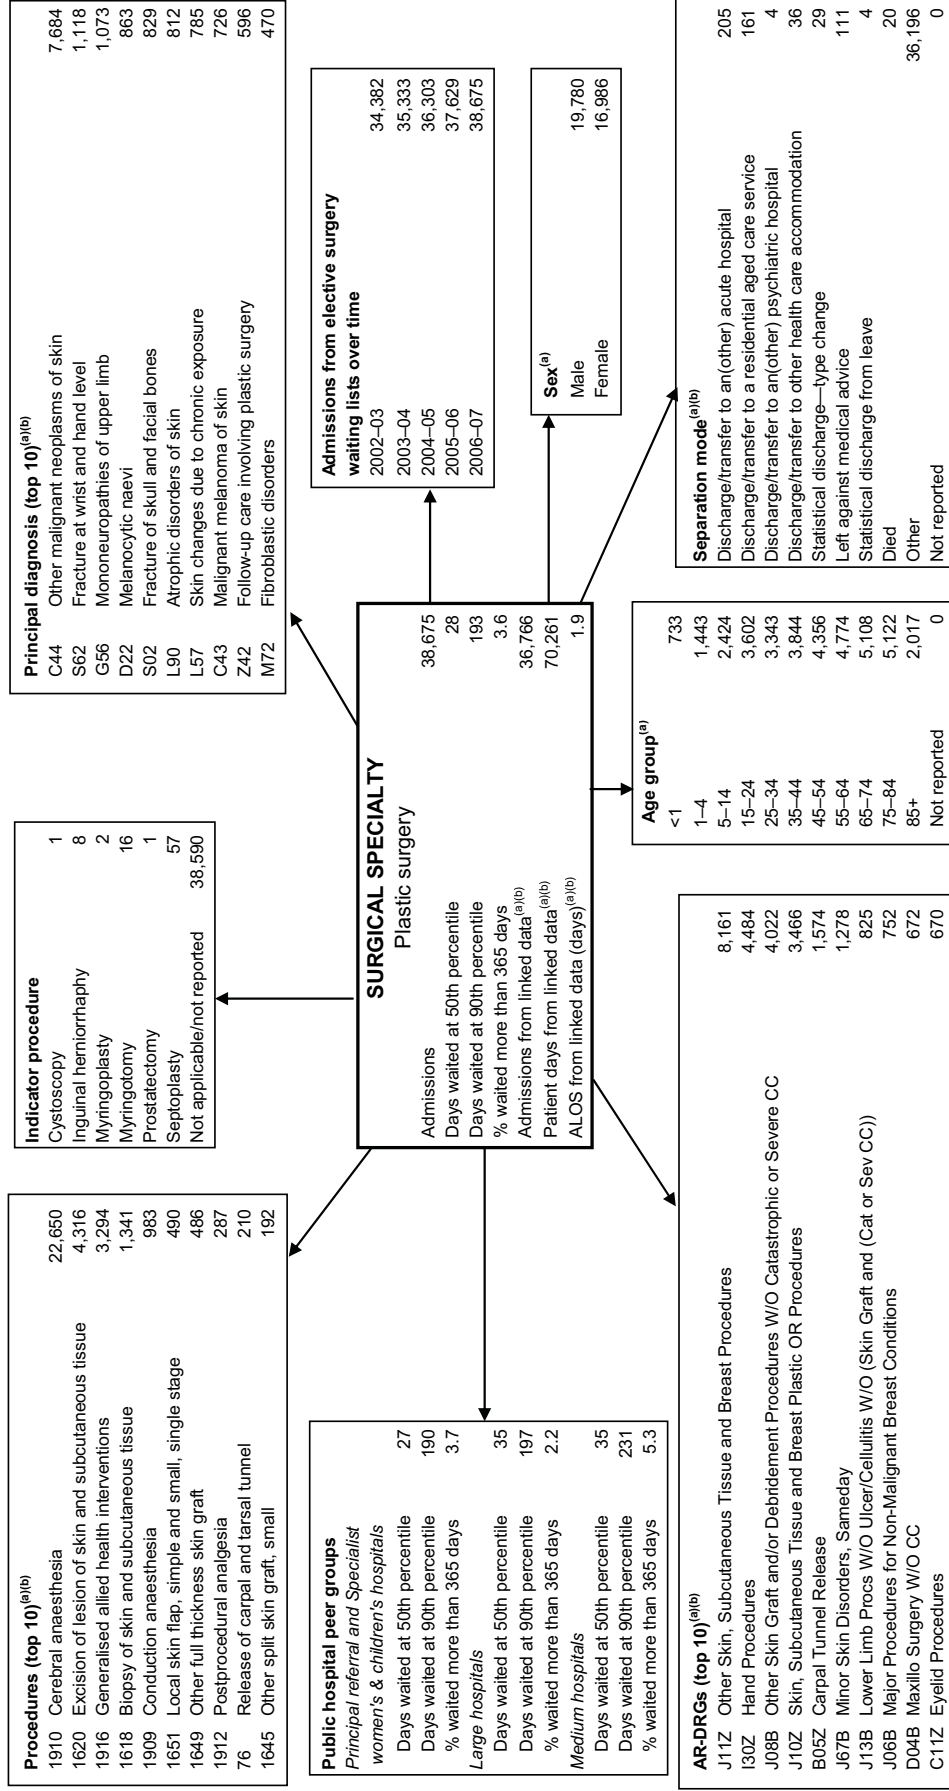 Procedures (top 10)(a)(b)
1910 Cerebral anaesthesia 22,650
1620 Excision of lesion of skin and subcutaneous tissue 4,316
1916 Generalised allied health interventions 3,294
1618 Biopsy of skin and subcutaneous tissue 1,341
1909 Conduction anaesthesia 983
1651 Local skin flap, simple and small, single stage 490
1649 Other full thickness skin graft 486
1912 Postprocedural analgesia 287
76 Release of carpal and tarsal tunnel 210
1645 Other split skin graft, small 192
Indicator procedure
Cystoscopy 1
Inguinal herniorrhaphy 8
Myringoplasty 2
Myringotomy 16
Prostatectomy 1
Septoplasty 57
Not applicable/not reported 38,590
Principal diagnosis (top 10)(a)(b)
C44 Other malignant neoplasms of skin 7,684
S62 Fracture at wrist and hand level 1,118
G56 Mononeuropathies of upper limb 1,073
D22 Melanocytic naevi 863
S02 Fracture of skull and facial bones 829
L90 Atrophic disorders of skin 812
L57 Skin changes due to chronic exposure 785
C43 Malignant melanoma of skin 726
Z42 Follow-up care involving plastic surgery 596
M72 Fibroblastic disorders 470
Public hospital peer groups
Principal referral and Specialist
women's & children's hospitals
Days waited at 50th percentile 27
Days waited at 90th percentile 190
% waited more than 365 days 3.7
Large hospitals
Days waited at 50th percentile 35
Days waited at 90th percentile 197
% waited more than 365 days 2.2
Medium hospitals
Days waited at 50th percentile 35
Days waited at 90th percentile 231
% waited more than 365 days 5.3
SURGICAL SPECIALTY
Plastic surgery
Admissions 38,675
Days waited at 50th percentile 28
Days waited at 90th percentile 193
% waited more than 365 days 3.6
Admissions from linked data(a)(b) 36,766
Patient days from linked data(a)(b) 70,261
ALOS from linked data (days)(a)(b) 1.9
Admissions from elective surgery
waiting lists over time
2002–03 34,382
2003–04 35,333
2004–05 36,303
2005–06 37,629
2006–07 38,675
Sex(a)
Male 19,780
Female 16,986
AR-DRGs (top 10)(a)(b)
J11Z Other Skin, Subcutaneous Tissue and Breast Procedures 8,161
I30Z Hand Procedures 4,484
J08B Other Skin Graft and/or Debridement Procedures W/O Catastrophic or Severe CC 4,022
J10Z Skin, Subcutaneous Tissue and Breast Plastic OR Procedures 3,466
B05Z Carpal Tunnel Release 1,574
J67B Minor Skin Disorders, Sameday 1,278
J13B Lower Limb Procs W/O Ulcer/Cellulitis W/O (Skin Graft and (Cat or Sev CC)) 825
J06B Major Procedures for Non-Malignant Breast Conditions 752
D04B Maxillo Surgery W/O CC 672
C11Z Eyelid Procedures 670
Age group(a)
<1 733
1–4 1,443
5–14 2,424
15–24 3,602
25–34 3,343
35–44 3,844
45–54 4,356
55–64 4,774
65–74 5,108
75–84 5,122
85+ 2,017
Not reported 0
Separation mode(a)(b)
Discharge/transfer to an(other) acute hospital 205
Discharge/transfer to a residential aged care service 161
Discharge/transfer to an(other) psychiatric hospital 4
Discharge/transfer to other health care accommodation 36
Statistical discharge—type change 29
Left against medical advice 111
Statistical discharge from leave 4
Died 20
Other 36,196
Not reported 0